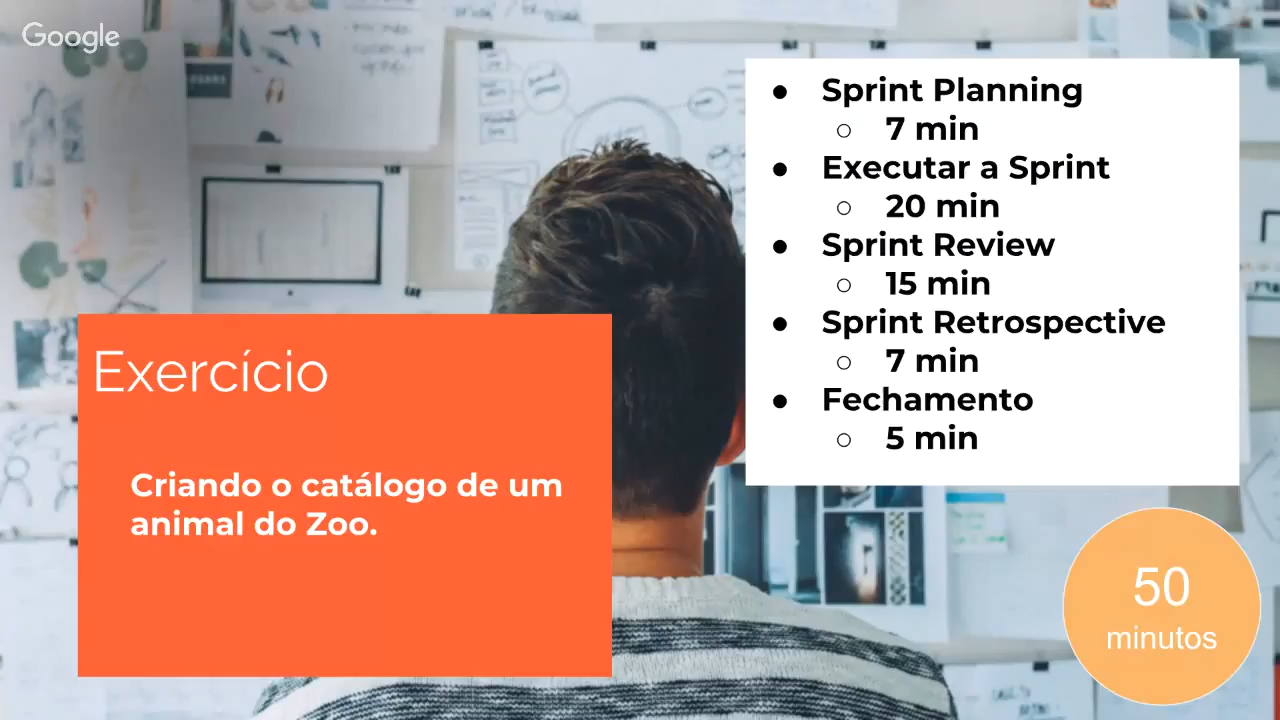 Google
Sprint Planning
7 min
Executar a Sprint
20 min
Sprint Review
15 min
Sprint Retrospective
7 min
Fechamento
5 min
Exercício
Criando o catálogo de um
animal do Zoo.
50
minutos